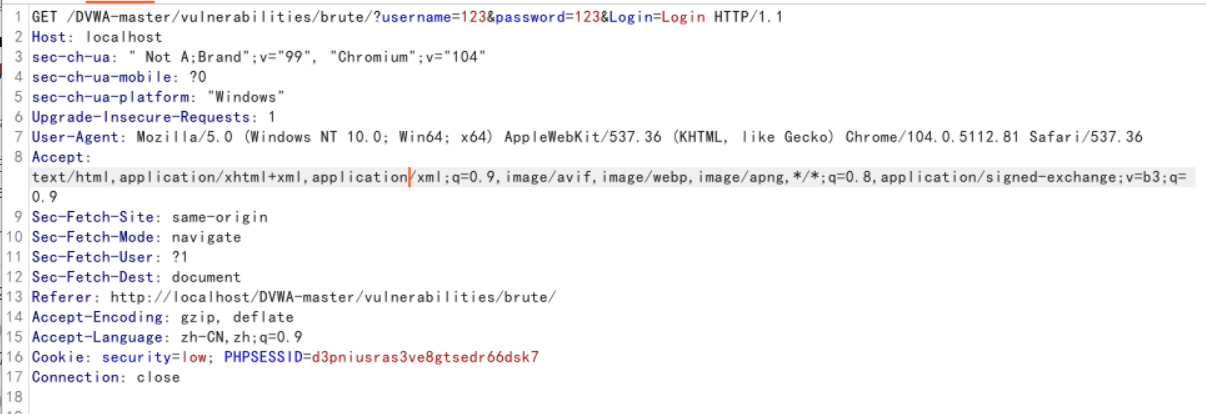 1 GET /DVWA-master/vulnerabilities/brute/?username=123&password=123&Login=Login HTTP/1.1
2 Host: localhost
3 sec-ch-ua: " Not A;Brand";v="99", "Chromium";v="104"
4 sec-ch-ua-mobile: ?0
5 sec-ch-ua-platform: "Windows"
6 Upgrade-Insecure-Requests: 1
7 User-Agent: Mozilla/5.0 (Windows NT 10.0; Win64; x64) AppleWebKit/537.36 (KHTML, like Gecko) Chrome/104.0.5112.81 Safari/537.36
8 Accept:
text/html,application/xhtml+xml,application/xml;q=0.9,image/avif,image/webp,image/apng,*/*;q=0.8,application/signed-exchange;v=b3;q=
0.9
9 Sec-Fetch-Site: same-origin
10 Sec-Fetch-Mode: navigate
11 Sec-Fetch-User: ?1
12 Sec-Fetch-Dest: document
13 Referer: http://localhost/DVWA-master/vulnerabilities/brute/
14 Accept-Encoding: gzip, deflate
15 Accept-Language: zh-CN,zh;q=0.9
16 Cookie: security=low; PHPSESSID=d3pniusras3ve8gtsedr66dsk7
17 Connection: close
18